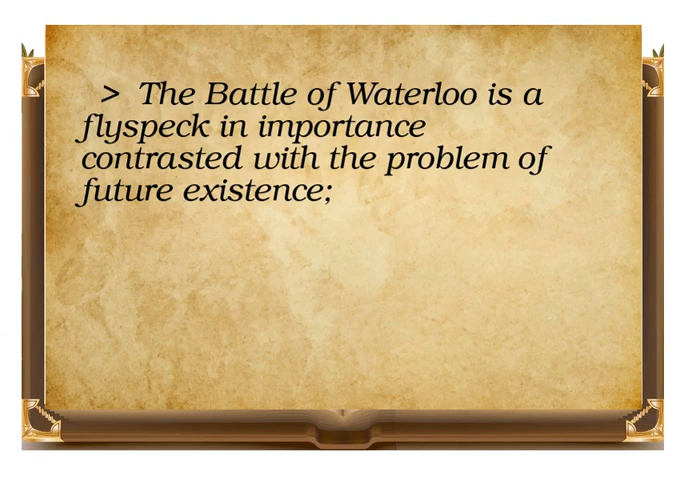 > The Battle of Waterloo is a
flyspeck in importance
contrasted with the problem of
future existence;